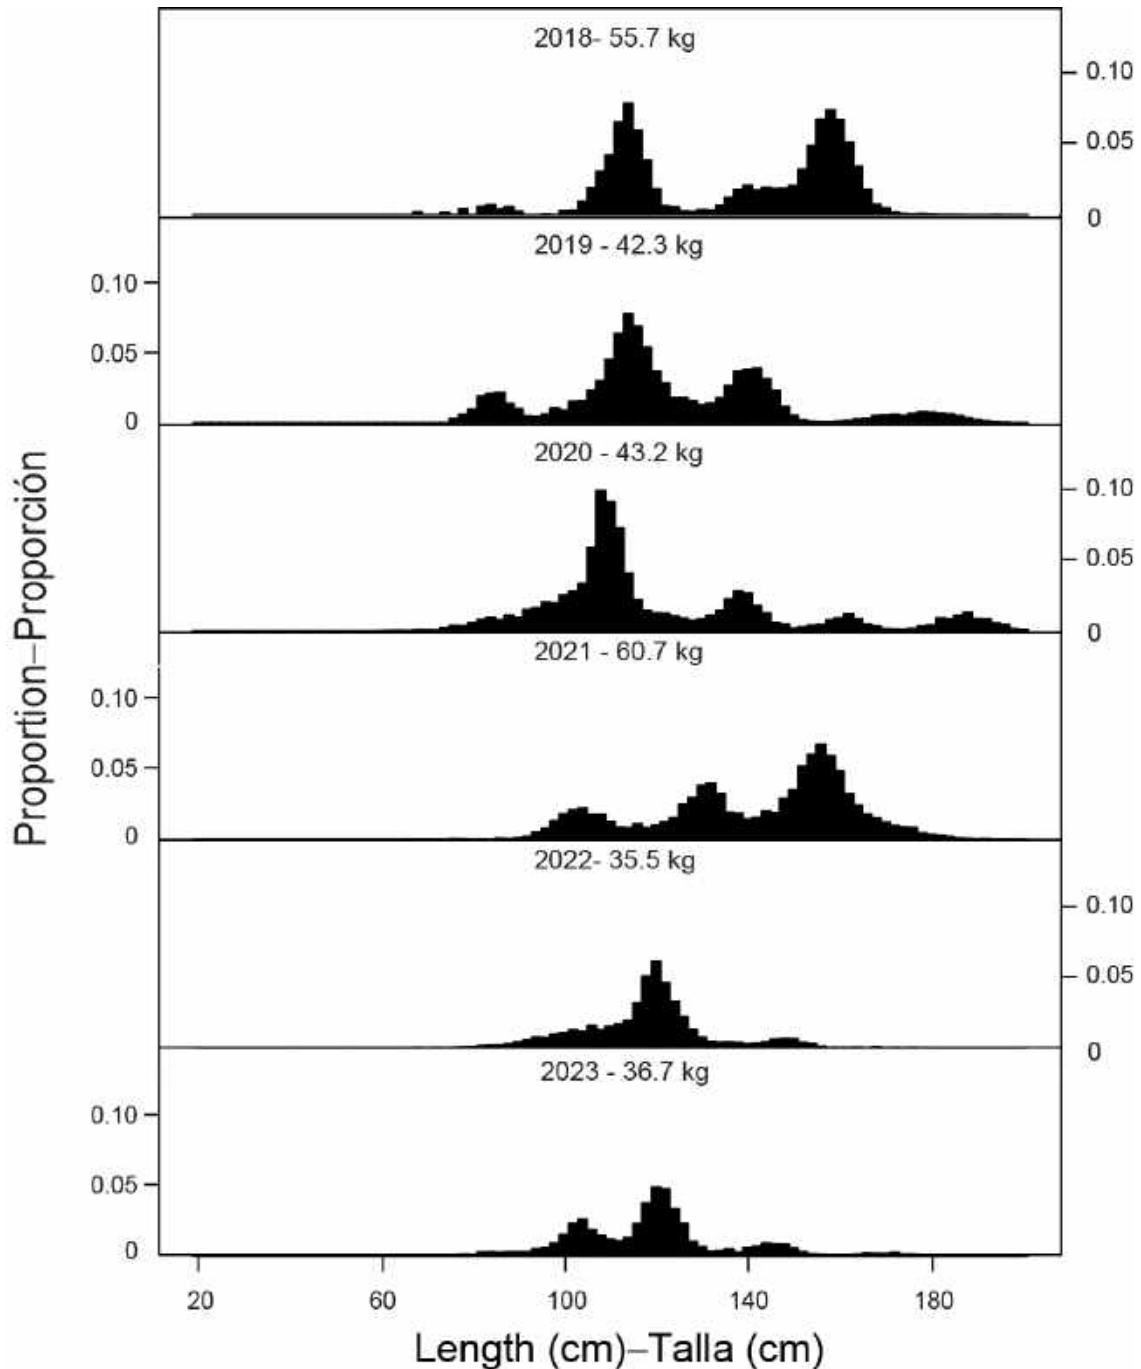 2018- 55.7 kg
0.10
0.05
0
2019 - 42.3 kg
0.10
0.05
0
2020 - 43.2 kg
0.10
0.05
0
2021 - 60.7 kg
0.10
0.05
0
2022- 35.5 kg
0.10
0.05
0
2023 - 36.7 kg
0.10
0.05
0
20 60 100 140 180
Length (cm)–Talla (cm)
Proportion–Proporción